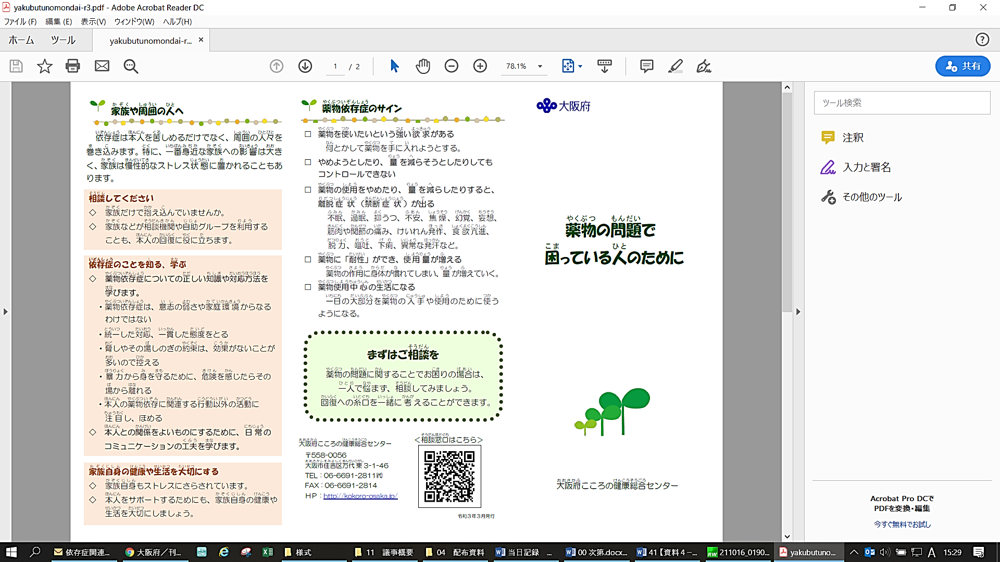 yakubutunomondai-r3.pdf - Adobe Acrobat Reader DC
ファイル (F) 編集 (E) 表示(V) ウィンドウ(W) ヘルプ(H)
ホーム ツール yakubutunomondai-r... ×
1 / 2 78.1% 共有
家族や周囲の人へ
依存症は本人を苦しめるだけでなく、周囲の人々を
巻き込みます。特に、一番身近な家族への影響は大き
く、家族は慢性的なストレス状態に置かれることもあ
ります。
相談してください
◇ 家族だけで抱え込んでいませんか。
◇ 家族などが相談機関や自助グループを利用する
ことも、本人の回復に役に立ちます。
依存症のことを知る、学ぶ
◇ 薬物依存症についての正しい知識や対応方法を
学びます。
・薬物依存症は、意志の弱さや家庭環境からなる
わけではない
・統一した対応、一貫した態度をとる
・脅しやその場しのぎの約束は、効果がないことが
多いので控える
・暴力から身を守るために、危険を感じたらその
場から離れる
・本人の薬物依存に関連する行動以外の活動に
注目し、ほめる
◇ 本人との関係をよいものにするために、日常の
コミュニケーションの工夫を学びます。
家族自身の健康や生活を大切にする
◇ 家族自身もストレスにさらされています。
◇ 本人をサポートするためにも、家族自身の健康や
生活を大切にしましょう。
薬物依存症のサイン
□ 薬物を使いたいという強い欲求がある
何とかして薬物を手に入れようとする。
□ やめようとしたり、量を減らそうとしたりしても
コントロールできない
□ 薬物の使用をやめたり、量を減らしたりすると、
離脱症状（禁断症状）が出る
不眠、過眠、抑うつ、不安、焦燥、幻覚、妄想、
筋肉や関節の痛み、けいれん発作、食欲亢進、
脱力、嘔吐、下痢、異常な発汗など。
□ 薬物に「耐性」ができ、使用量が増える
薬物の作用に身体が慣れてしまい、量が増えていく。
□ 薬物使用中心の生活になる
一日の大部分を薬物の入手や使用のために使う
ようになる。
まずはご相談を
薬物の問題に関することでお困りの場合は、
一人で悩まず、相談してみましょう。
回復への糸口を一緒に考えることができます。
大阪府こころの健康総合センター
〒558-0056
大阪市住吉区万代東3-1-46
TEL：06-6691-2811㈹
FAX：06-6691-2814
HP：http://kokoro-osaka.jp/
＜相談窓口はこちら＞
令和３年３月発行
大阪府
薬物の問題で
困っている人のために
大阪府こころの健康総合センター
ツール検索
注釈
入力と署名
その他のツール
Acrobat Pro DCで
PDFを変換・編集
今すぐ無料でお試し
依存症関連... 大阪府／刊... 様式 11 議事概要 04 配布資料 当日記録 ... 00 次第.docx... 41【資料４－... 211016_0190... yakubutuno... A 15:29